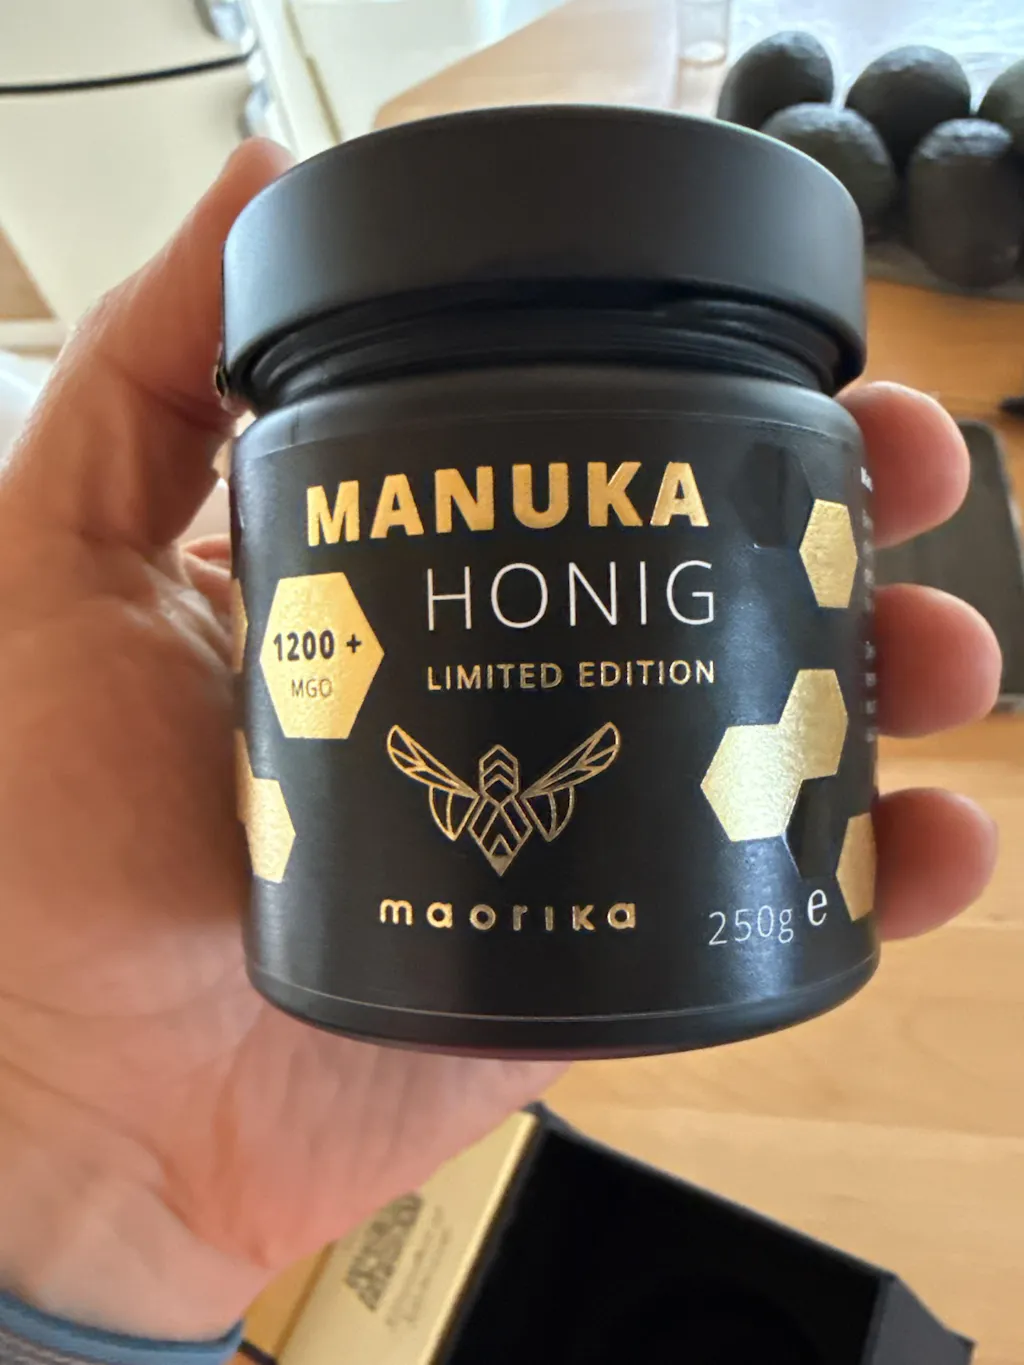 MANUKA
HONIG
1200 +
MGO
LIMITED EDITION
maorika
250g e